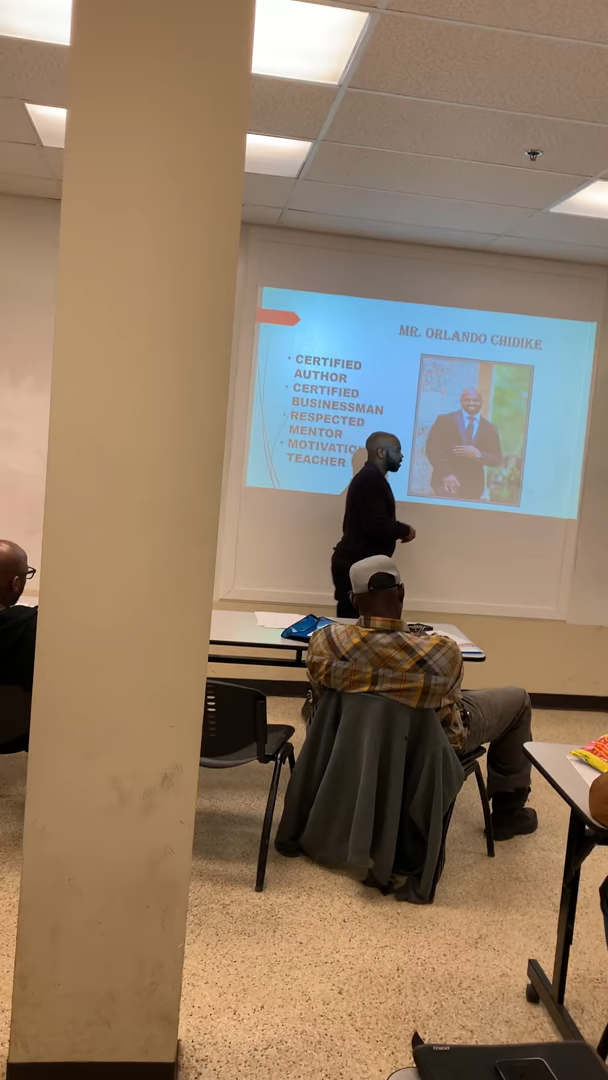 MR. ORLANDO CHIDIKE
• CERTIFIED
AUTHOR
• CERTIFIED
BUSINESSMAN
• RESPECTED
MENTOR
• MOTIVATIO
TEACHER